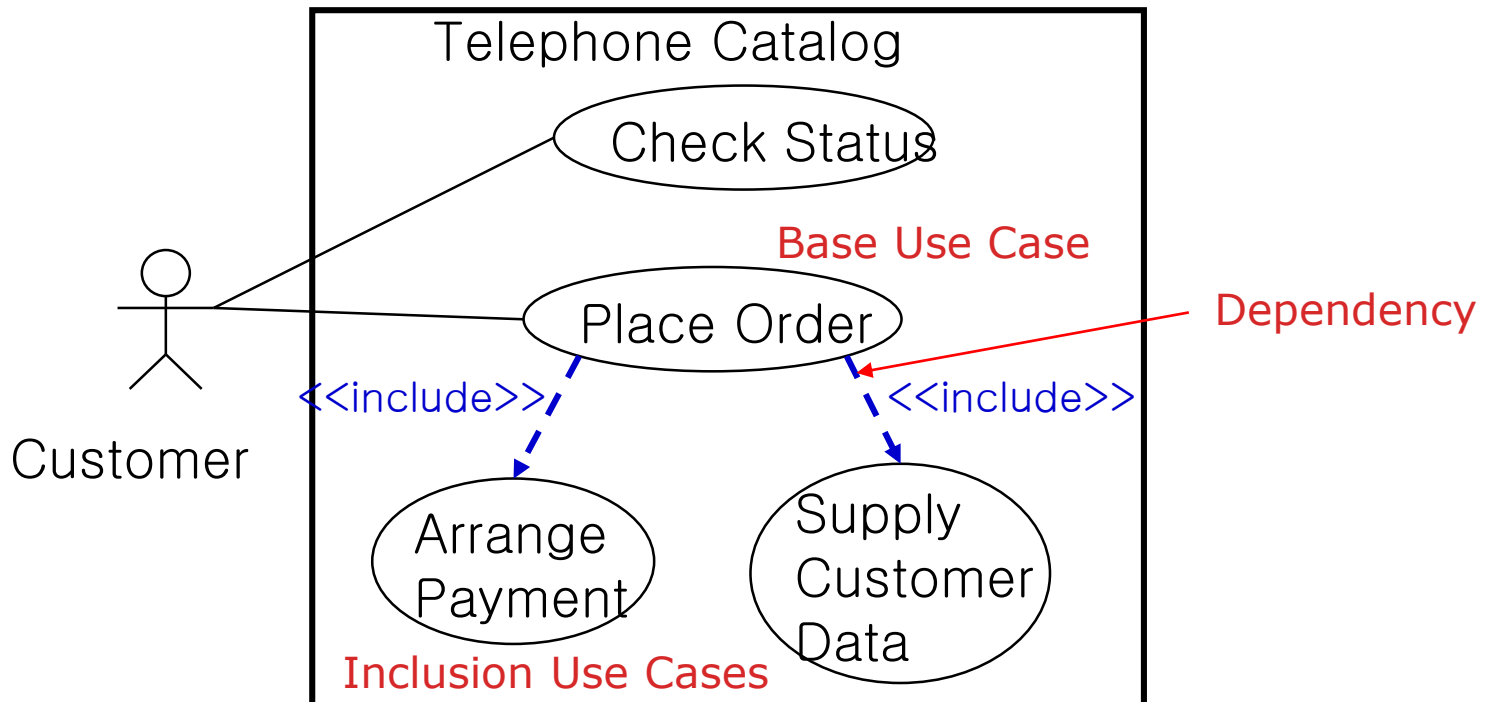 Telephone Catalog
Check Status
Base Use Case
Place Order
Dependency
<<include>>
<<include>>
Customer
Arrange
Payment
Supply
Customer
Data
Inclusion Use Cases